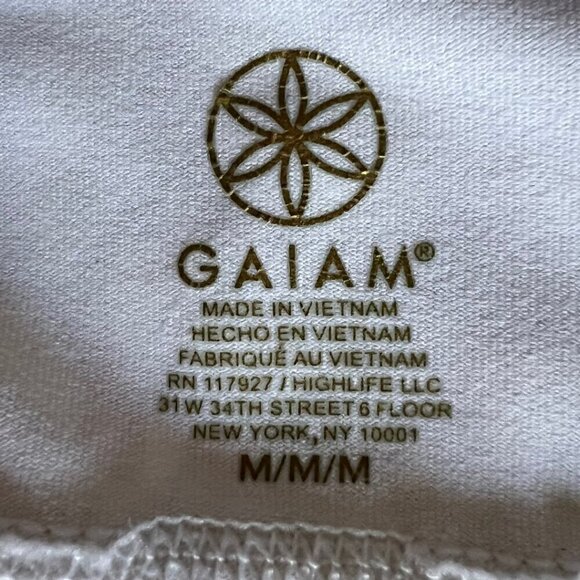 GAIAM®
MADE IN VIETNAM
HECHO EN VIETNAM
FABRIQUÉ AU VIETNAM
RN 117927 / HIGHLIFE LLC
31 W 34TH STREET 6 FLOOR
NEW YORK, NY 10001
M/M/M